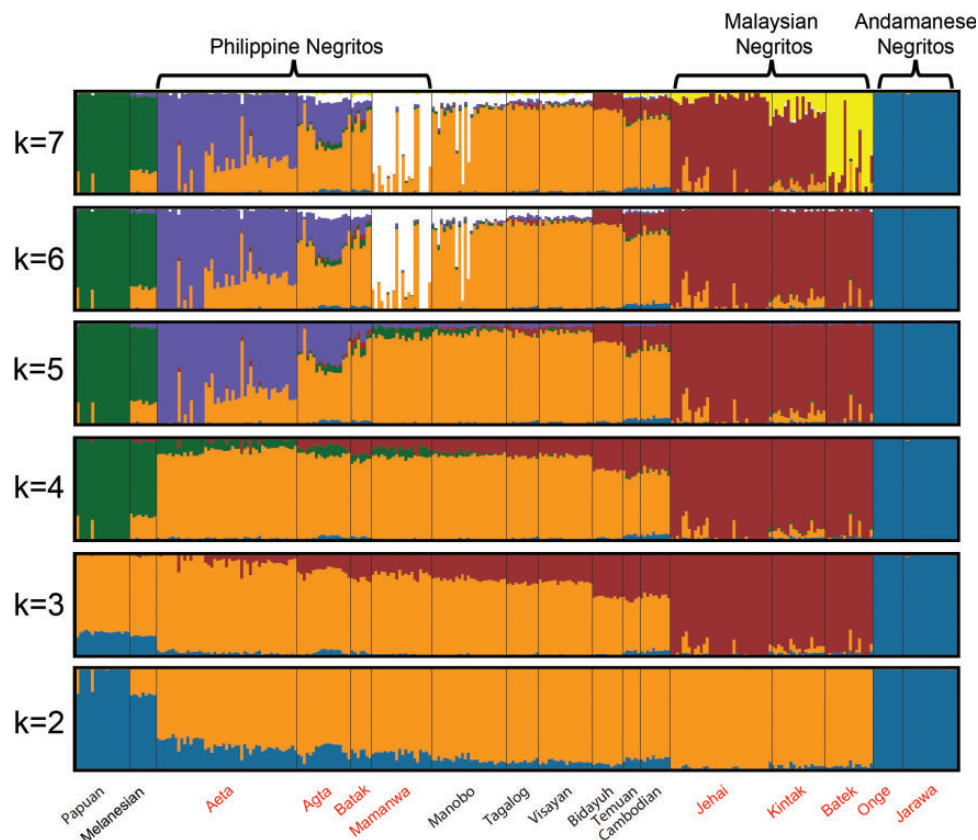 Philippine Negritos
Malaysian
Negritos
Andamanese
Negritos
k=7
k=6
k=5
k=4
k=3
k=2
Papuan
Melanesian
Aeta
Agta
Batak
Mamanwa
Manobo
Tagalog
Visayan
Bidayuh
Temuan
Cambodian
Jehai
Kintak
Batek
Onge
Jarawa